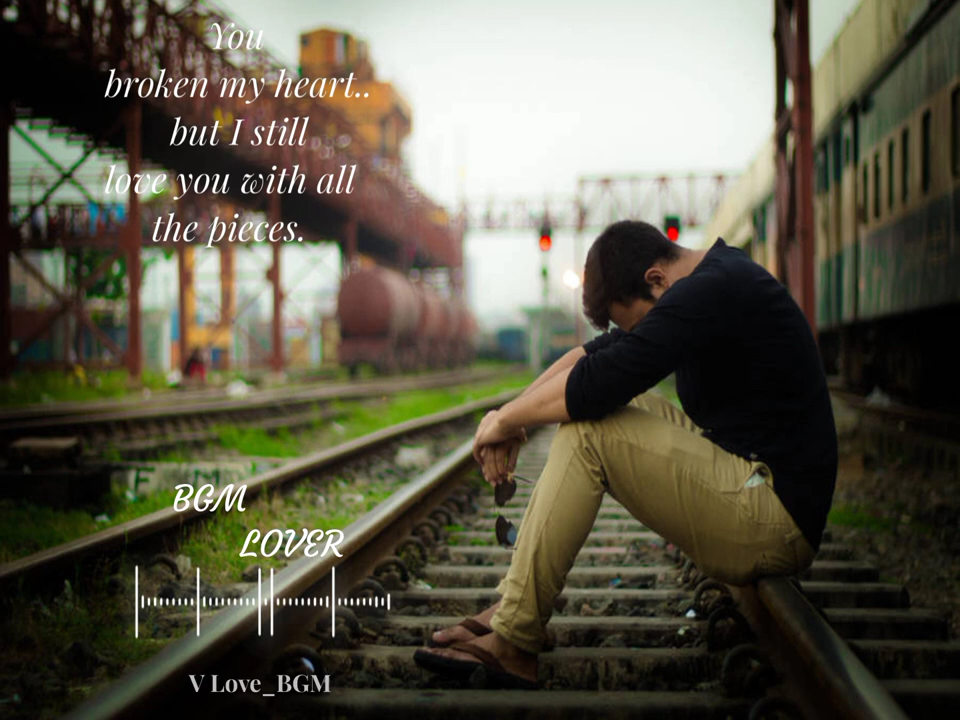 You
broken my heart..
but I still
love you with all
the pieces.
BGM
LOVER
V Love_BGM